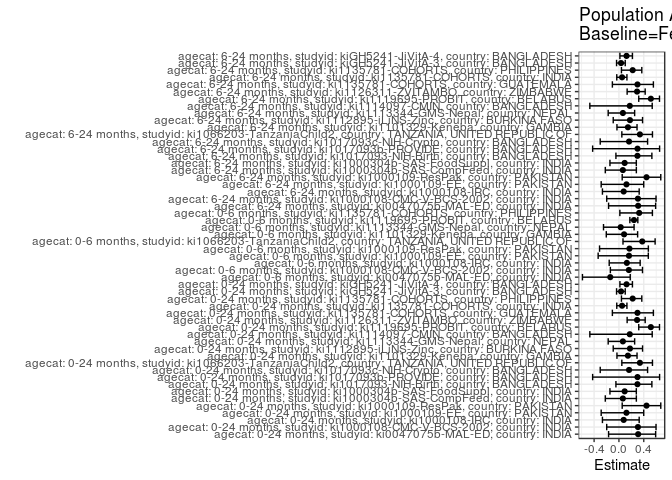 Population A
Baseline=Fe
agecat: 6-24 months, studyid: kiGH5241-JiVitA-4, country: BANGLADESH
agecat: 6-24 months, studyid: kiGH5241-JiVitA-3, country: BANGLADESH
agecat: 6-24 months, studyid: ki1135781-COHORTS, country: PHILIPPINES
agecat: 6-24 months, studyid: ki1135781-COHORTS, country: INDIA
agecat: 6-24 months, studyid: ki1135781-COHORTS, country: GUATEMALA
agecat: 6-24 months, studyid: ki1126311-ZVITAMBO, country: ZIMBABWE
agecat: 6-24 months, studyid: ki1119695-PROBIT, country: BELARUS
agecat: 6-24 months, studyid: ki1114097-CMIN, country: BANGLADESH
agecat: 6-24 months, studyid: ki1113344-GMS-Nepal, country: NEPAL
agecat: 6-24 months, studyid: ki1112895-iLiNS-Zinc, country: BURKINA FASO
agecat: 6-24 months, studyid: ki1101329-Keneba, country: GAMBIA
agecat: 6-24 months, studyid: ki1066203-TanzaniaChild2, country: TANZANIA, UNITED REPUBLIC OF
agecat: 6-24 months, studyid: ki1017093c-NIH-Crypto, country: BANGLADESH
agecat: 6-24 months, studyid: ki1017093b-PROVIDE, country: BANGLADESH
agecat: 6-24 months, studyid: ki1017093-NIH-Birth, country: BANGLADESH
agecat: 6-24 months, studyid: ki1000304b-SAS-FoodSuppl, country: INDIA
agecat: 6-24 months, studyid: ki1000304b-SAS-CompFeed, country: INDIA
agecat: 6-24 months, studyid: ki1000109-ResPak, country: PAKISTAN
agecat: 6-24 months, studyid: ki1000109-EE, country: PAKISTAN
agecat: 6-24 months, studyid: ki1000108-IRC, country: INDIA
agecat: 6-24 months, studyid: ki1000108-CMC-V-BCS-2002, country: INDIA
agecat: 6-24 months, studyid: ki0047075b-MAL-ED, country: INDIA
agecat: 0-6 months, studyid: ki1135781-COHORTS, country: PHILIPPINES
agecat: 0-6 months, studyid: ki1119695-PROBIT, country: BELARUS
agecat: 0-6 months, studyid: ki1113344-GMS-Nepal, country: NEPAL
agecat: 0-6 months, studyid: ki1101329-Keneba, country: GAMBIA
agecat: 0-6 months, studyid: ki1066203-TanzaniaChild2, country: TANZANIA, UNITED REPUBLIC OF
agecat: 0-6 months, studyid: ki1000109-ResPak, country: PAKISTAN
agecat: 0-6 months, studyid: ki1000109-EE, country: PAKISTAN
agecat: 0-6 months, studyid: ki1000108-IRC, country: INDIA
agecat: 0-6 months, studyid: ki1000108-CMC-V-BCS-2002, country: INDIA
agecat: 0-6 months, studyid: ki0047075b-MAL-ED, country: INDIA
agecat: 0-24 months, studyid: kiGH5241-JiVitA-4, country: BANGLADESH
agecat: 0-24 months, studyid: kiGH5241-JiVitA-3, country: BANGLADESH
agecat: 0-24 months, studyid: ki1135781-COHORTS, country: PHILIPPINES
agecat: 0-24 months, studyid: ki1135781-COHORTS, country: INDIA
agecat: 0-24 months, studyid: ki1135781-COHORTS, country: GUATEMALA
agecat: 0-24 months, studyid: ki1126311-ZVITAMBO, country: ZIMBABWE
agecat: 0-24 months, studyid: ki1119695-PROBIT, country: BELARUS
agecat: 0-24 months, studyid: ki1114097-CMIN, country: BANGLADESH
agecat: 0-24 months, studyid: ki1113344-GMS-Nepal, country: NEPAL
agecat: 0-24 months, studyid: ki1112895-iLiNS-Zinc, country: BURKINA FASO
agecat: 0-24 months, studyid: ki1101329-Keneba, country: GAMBIA
agecat: 0-24 months, studyid: ki1066203-TanzaniaChild2, country: TANZANIA, UNITED REPUBLIC OF
agecat: 0-24 months, studyid: ki1017093c-NIH-Crypto, country: BANGLADESH
agecat: 0-24 months, studyid: ki1017093b-PROVIDE, country: BANGLADESH
agecat: 0-24 months, studyid: ki1017093-NIH-Birth, country: BANGLADESH
agecat: 0-24 months, studyid: ki1000304b-SAS-FoodSuppl, country: INDIA
agecat: 0-24 months, studyid: ki1000304b-SAS-CompFeed, country: INDIA
agecat: 0-24 months, studyid: ki1000109-ResPak, country: PAKISTAN
agecat: 0-24 months, studyid: ki1000109-EE, country: PAKISTAN
agecat: 0-24 months, studyid: ki1000108-IRC, country: INDIA
agecat: 0-24 months, studyid: ki1000108-CMC-V-BCS-2002, country: INDIA
agecat: 0-24 months, studyid: ki0047075b-MAL-ED, country: INDIA
-0.4 0.0 0.4
Estimate